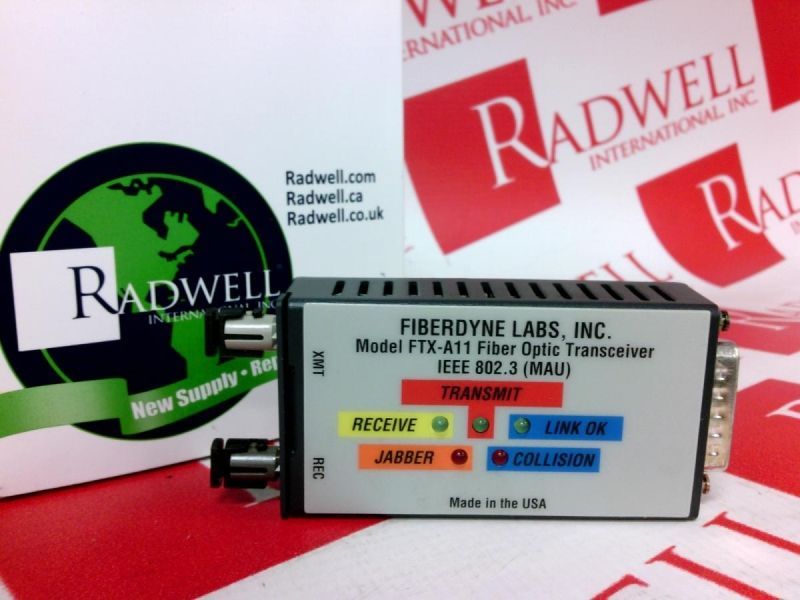 RADWELL
INTERNATIONAL INC
RADWELL
INTERNATIONAL INC
Radwell.com
Radwell.ca
Radwell.co.uk
RADWELL
INTERNATIONAL INC
New Supply •
FIBERDYNE LABS, INC.
Model FTX-A11 Fiber Optic Transceiver
IEEE 802.3 (MAU)
TRANSMIT
RECEIVE
LINK OK
JABBER
COLLISION
Made in the USA
XMT
REC